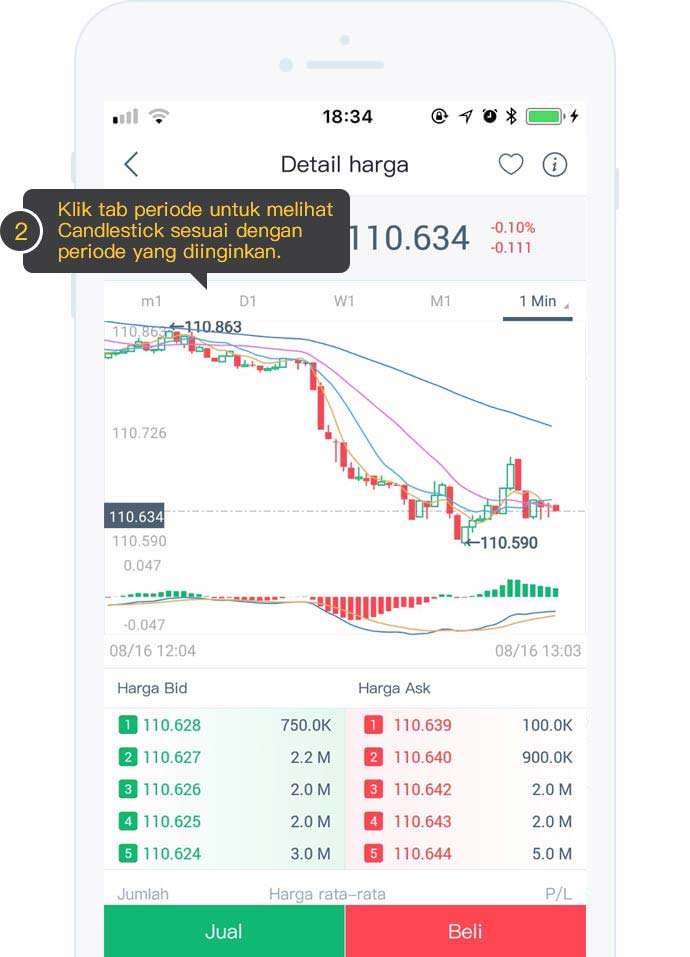 18:34
Detail harga
2
Klik tab periode untuk melihat
Candlestick sesuai dengan
periode yang diinginkan.
110.634
-0.10%
-0.111
m1 D1 W1 M1 1 Min
110.863
←110.863
110.726
110.634
110.590
←110.590
0.047
-0.047
08/16 12:04 08/16 13:03
Harga Bid Harga Ask
1 110.628 750.0K 1 110.639 100.0K
2 110.627 2.2 M 2 110.640 900.0K
3 110.626 2.0 M 3 110.642 2.0 M
4 110.625 2.0 M 4 110.643 2.0 M
5 110.624 3.0 M 5 110.644 5.0 M
Jumlah Harga rata-rata P/L
Jual Beli